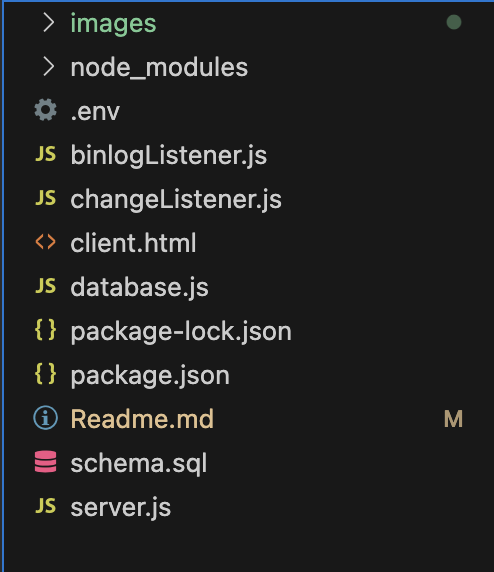 images
node_modules
.env
JS binlogListener.js
JS changeListener.js
<> client.html
JS database.js
{} package-lock.json
{} package.json
Readme.md M
schema.sql
JS server.js